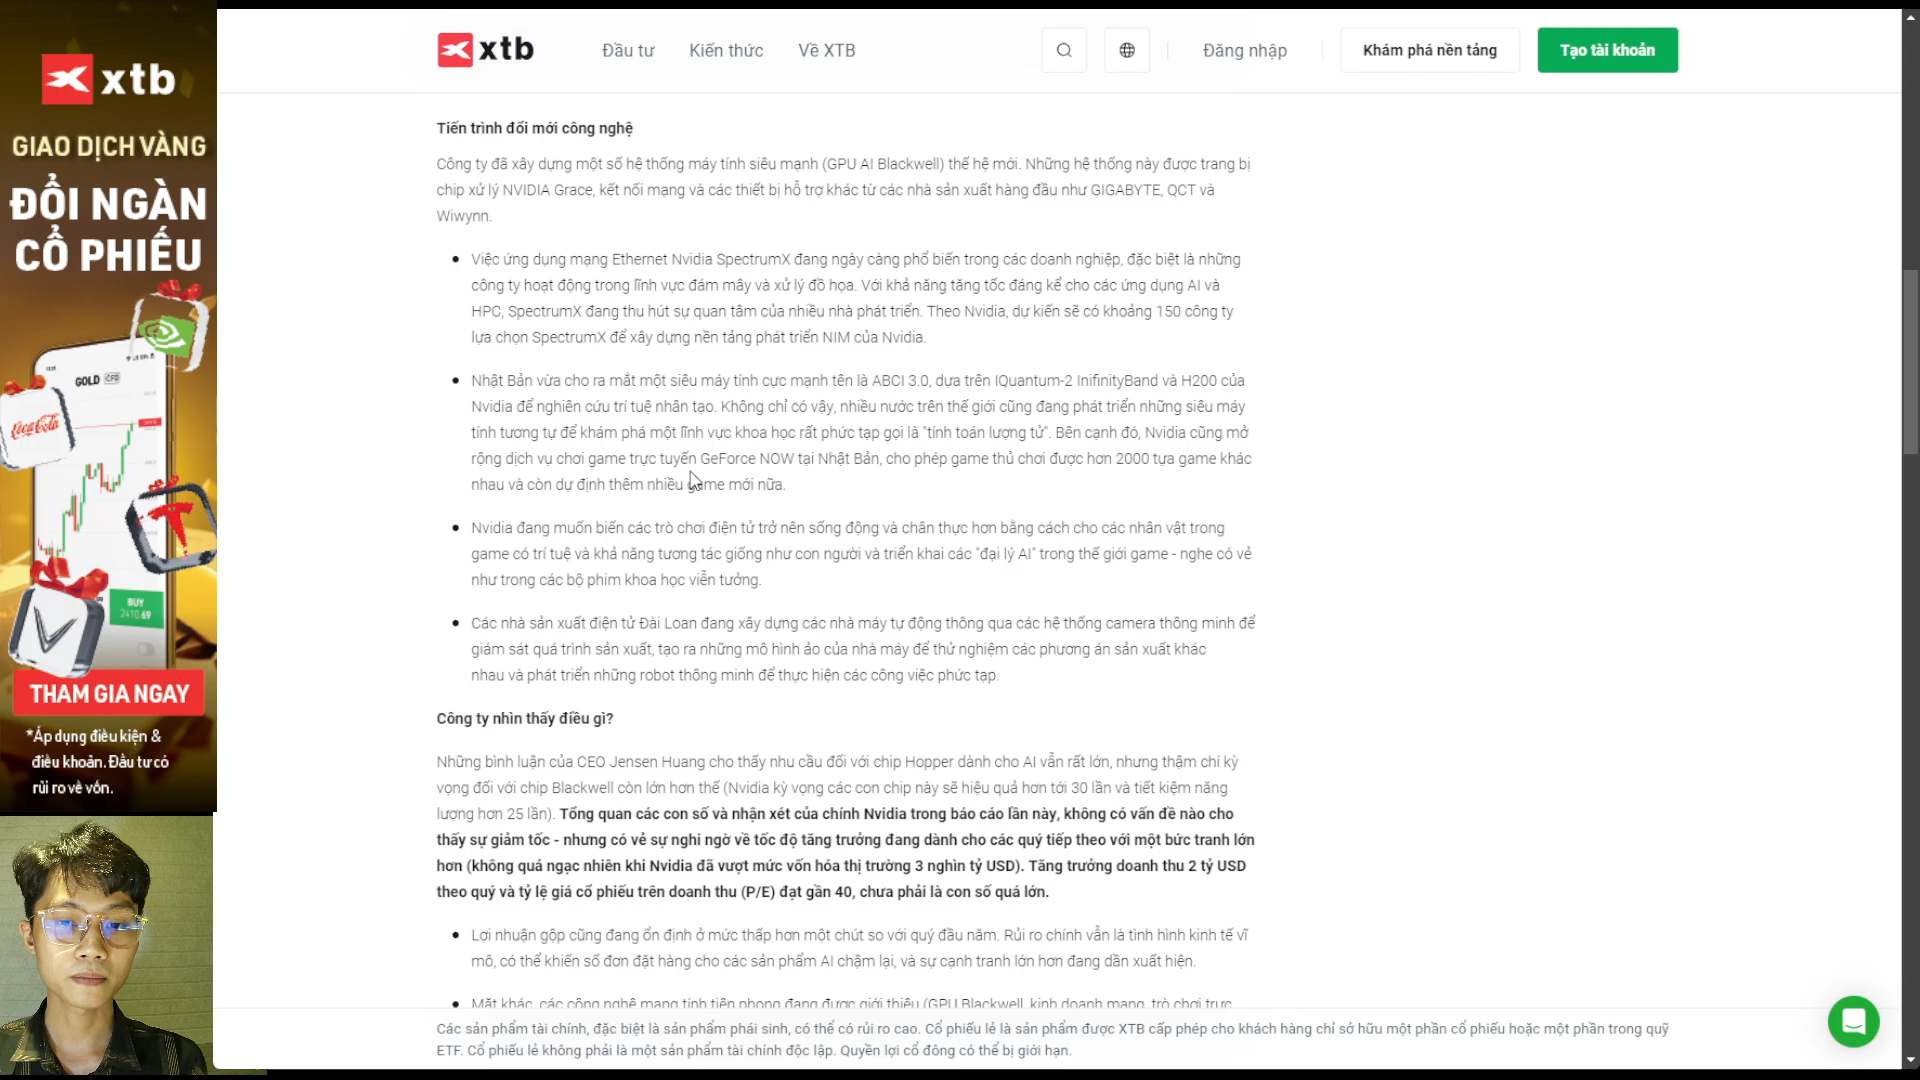 xtb
GIAO DỊCH VÀNG
ĐỔI NGÀN
CỔ PHIẾU
GOLD CFD
Coca-Cola
BUY
2410.69
THAM GIA NGAY
*Áp dụng điều kiện &
điều khoản. Đầu tư có
rủi ro về vốn.
xtb
Đầu tư
Kiến thức
Về XTB
Đăng nhập
Khám phá nền tảng
Tạo tài khoản
Tiến trình đổi mới công nghệ
Công ty đã xây dựng một số hệ thống máy tính siêu mạnh (GPU AI Blackwell) thế hệ mới. Những hệ thống này được trang bị
chip xử lý NVIDIA Grace, kết nối mạng và các thiết bị hỗ trợ khác từ các nhà sản xuất hàng đầu như GIGABYTE, QCT và
Wiwynn.
Việc ứng dụng mạng Ethernet Nvidia SpectrumX đang ngày càng phổ biến trong các doanh nghiệp, đặc biệt là những
công ty hoạt động trong lĩnh vực đám mây và xử lý đồ họa. Với khả năng tăng tốc đáng kể cho các ứng dụng AI và
HPC, SpectrumX đang thu hút sự quan tâm của nhiều nhà phát triển. Theo Nvidia, dự kiến sẽ có khoảng 150 công ty
lựa chọn SpectrumX để xây dựng nền tảng phát triển NIM của Nvidia.
Nhật Bản vừa cho ra mắt một siêu máy tính cực mạnh tên là ABCI 3.0, dựa trên IQuantum-2 InifinityBand và H200 của
Nvidia để nghiên cứu trí tuệ nhân tạo. Không chỉ có vậy, nhiều nước trên thế giới cũng đang phát triển những siêu máy
tính tương tự để khám phá một lĩnh vực khoa học rất phức tạp gọi là "tính toán lượng tử". Bên cạnh đó, Nvidia cũng mở
rộng dịch vụ chơi game trực tuyến GeForce NOW tại Nhật Bản, cho phép game thủ chơi được hơn 2000 tựa game khác
nhau và còn dự định thêm nhiều game mới nữa.
Nvidia đang muốn biến các trò chơi điện tử trở nên sống động và chân thực hơn bằng cách cho các nhân vật trong
game có trí tuệ và khả năng tương tác giống như con người và triển khai các "đại lý AI" trong thế giới game - nghe có vẻ
như trong các bộ phim khoa học viễn tưởng.
Các nhà sản xuất điện tử Đài Loan đang xây dựng các nhà máy tự động thông qua các hệ thống camera thông minh để
giám sát quá trình sản xuất, tạo ra những mô hình ảo của nhà máy để thử nghiệm các phương án sản xuất khác
nhau và phát triển những robot thông minh để thực hiện các công việc phức tạp.
Công ty nhìn thấy điều gì?
Những bình luận của CEO Jensen Huang cho thấy nhu cầu đối với chip Hopper dành cho AI vẫn rất lớn, nhưng thậm chí kỳ
vọng đối với chip Blackwell còn lớn hơn thế (Nvidia kỳ vọng các con chip này sẽ hiệu quả hơn tới 30 lần và tiết kiệm năng
lượng hơn 25 lần). Tổng quan các con số và nhận xét của chính Nvidia trong báo cáo lần này, không có vấn đề nào cho
thấy sự giảm tốc - nhưng có vẻ sự nghi ngờ về tốc độ tăng trưởng đang dành cho các quý tiếp theo với một bức tranh lớn
hơn (không quá ngạc nhiên khi Nvidia đã vượt mức vốn hóa thị trường 3 nghìn tỷ USD). Tăng trưởng doanh thu 2 tỷ USD
theo quý và tỷ lệ giá cổ phiếu trên doanh thu (P/E) đạt gần 40, chưa phải là con số quá lớn.
Lợi nhuận gộp cũng đang ổn định ở mức thấp hơn một chút so với quý đầu năm. Rủi ro chính vẫn là tình hình kinh tế vĩ
mô, có thể khiến số đơn đặt hàng cho các sản phẩm AI chậm lại, và sự cạnh tranh lớn hơn đang dần xuất hiện.
Mặt khác, các công nghệ mang tính tiên phong đang được giới thiệu (GPU Blackwell, kinh doanh mạng, trò chơi trực
Các sản phẩm tài chính, đặc biệt là sản phẩm phái sinh, có thể có rủi ro cao. Cổ phiếu lẻ là sản phẩm được XTB cấp phép cho khách hàng chỉ sở hữu một phần cổ phiếu hoặc một phần trong quỹ
ETF. Cổ phiếu lẻ không phải là một sản phẩm tài chính độc lập. Quyền lợi cổ đông có thể bị giới hạn.